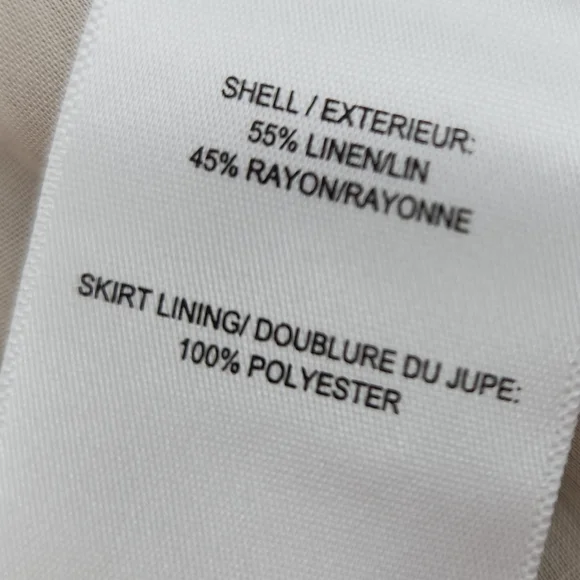 SHELL / EXTERIEUR:
55% LINEN/LIN
45% RAYON/RAYONNE
SKIRT LINING/ DOUBLURE DU JUPE:
100% POLYESTER